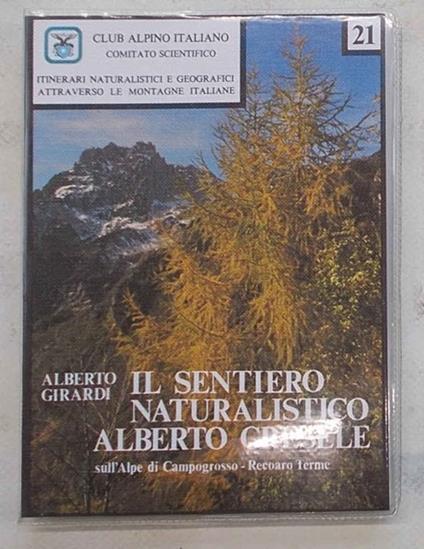 CLUB ALPINO ITALIANO
COMITATO SCIENTIFICO
ITINERARI NATURALISTICI E GEOGRAFICI
ATTRAVERSO LE MONTAGNE ITALIANE
21
ALBERTO
GIRARDI
IL SENTIERO
NATURALISTICO
ALBERTO GRESELE
sull'Alpe di Campogrosso - Recoaro Terme